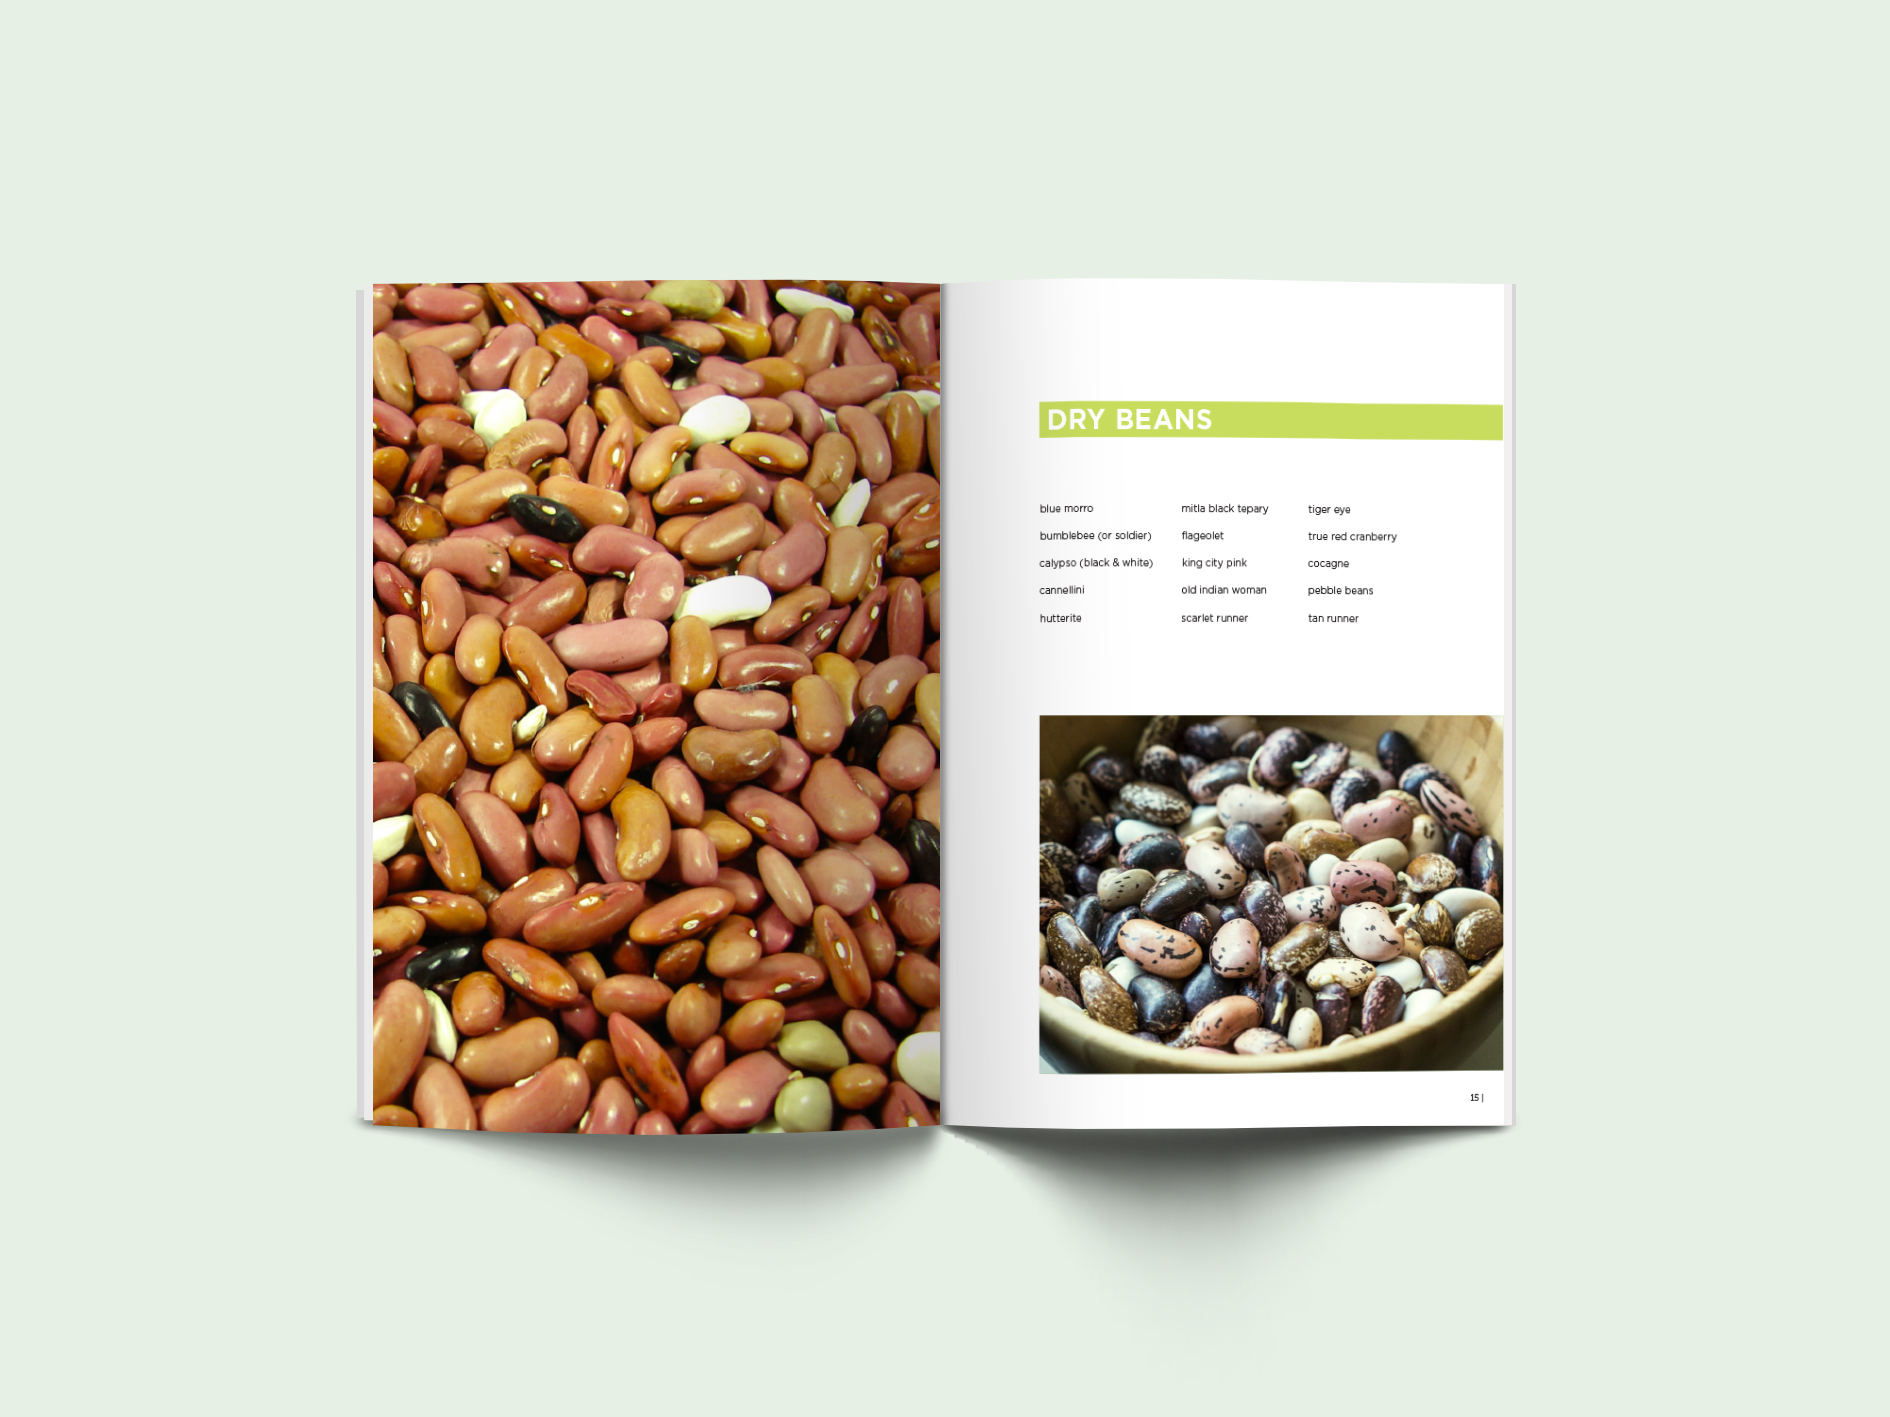 DRY BEANS
blue morro
bumblebee (or soldier)
calypso (black & white)
cannellini
hutterite
mitla black tepary
flageolet
king city pink
old indian woman
scarlet runner
tiger eye
true red cranberry
cocagne
pebble beans
tan runner
15 |